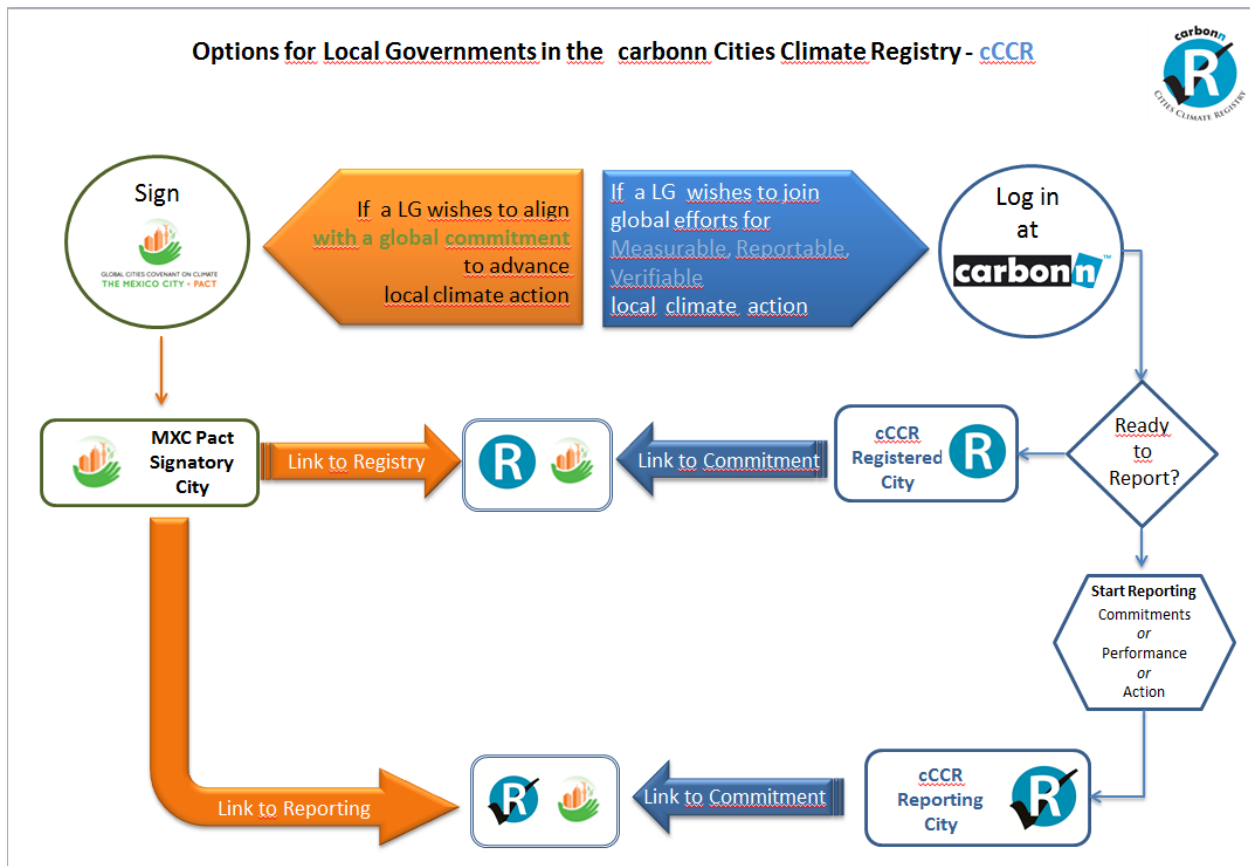 Options for Local Governments in the carbonn Cities Climate Registry - cCCR
carbonn
R
CITIES CLIMATE REGISTRY
Sign
GLOBAL CITIES COVENANT ON CLIMATE
THE MEXICO CITY - PACT
If a LG wishes to align
with a global commitment
to advance
local climate action
If a LG wishes to join
global efforts for
Measurable, Reportable,
Verifiable
local climate action
Log in
at
carbonn™
MXC Pact
Signatory
City
Link to Registry
R
Link to Commitment
cCCR
Registered
City
R
Ready
to
Report?
Start Reporting
Commitments
or
Performance
or
Action
Link to Reporting
R
Link to Commitment
cCCR
Reporting
City
R